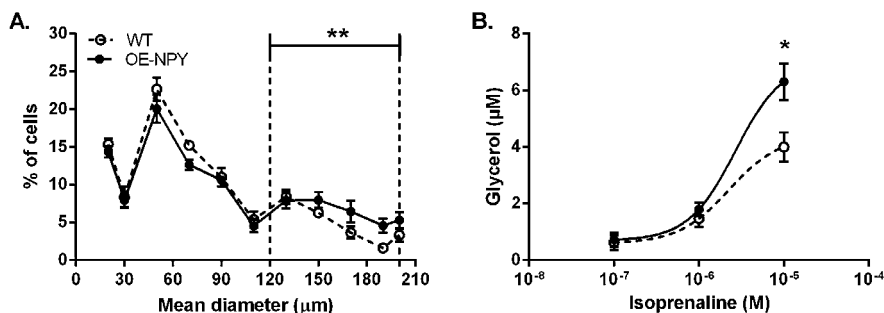 A.
WT
OE-NPY
**
% of cells
30
25
20
15
10
5
0
0 30 60 90 120 150 180 210
Mean diameter (μm)
B.
*
Glycerol (μM)
8
6
4
2
0
10⁻⁸ 10⁻⁷ 10⁻⁶ 10⁻⁵ 10⁻⁴
Isoprenaline (M)